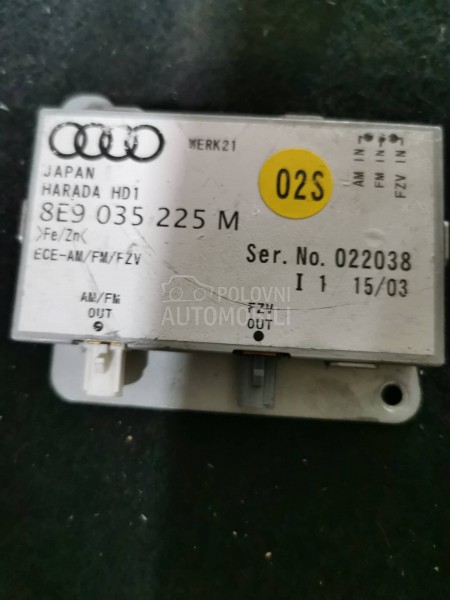 WERK21
JAPAN
HARADA HD1
8E9 035 225 M
>Fe/Zn<
ECE-AM/FM/FZV
02S
AM IN
FM IN
FZV IN
Ser. No. 022038
I 1 15/03
AM/FM
OUT
FZV
OUT
POLOVNI
AUTOMOBILI